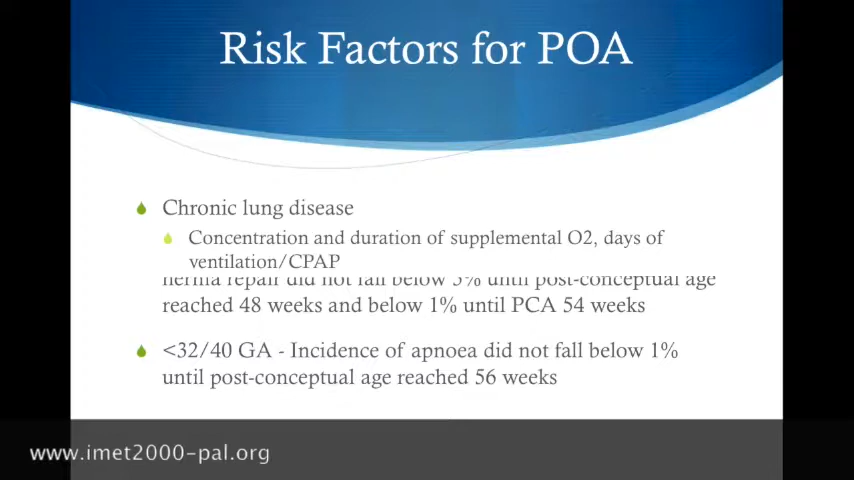 Risk Factors for POA
Chronic lung disease
Concentration and duration of supplemental O2, days of
ventilation/CPAP
hernia repair did not fall below 5% until post-conceptual age
reached 48 weeks and below 1% until PCA 54 weeks
<32/40 GA - Incidence of apnoea did not fall below 1%
until post-conceptual age reached 56 weeks
www.imet2000-pal.org